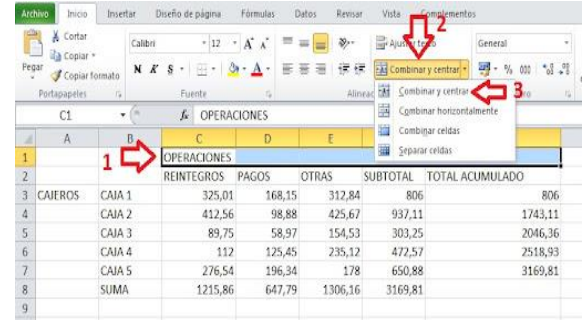 Archivo Inicio Insertar Diseño de página Fórmulas Datos Revisar Vista Complementos
2
Cortar
Copiar
Copiar formato
Pegar
Portapapeles
Calibri 12 A A
N K S A
Fuente
Ajustar texto
Combinar y centrar
General
% 000
Combinar y centrar
3
Combinar horizontalmente
Combinar celdas
Separar celdas
C1 fx OPERACIONES
A B C D E
1 1 OPERACIONES
2 REINTEGROS PAGOS OTRAS SUBTOTAL TOTAL ACUMULADO
3 CAJEROS CAJA 1 325,01 168,15 312,84 806 806
4 CAJA 2 412,56 98,88 425,67 937,11 1743,11
5 CAJA 3 89,75 58,97 154,53 303,25 2046,36
6 CAJA 4 112 125,45 235,12 472,57 2518,93
7 CAJA 5 276,54 196,34 178 650,88 3169,81
8 SUMA 1215,86 647,79 1306,16 3169,81
9